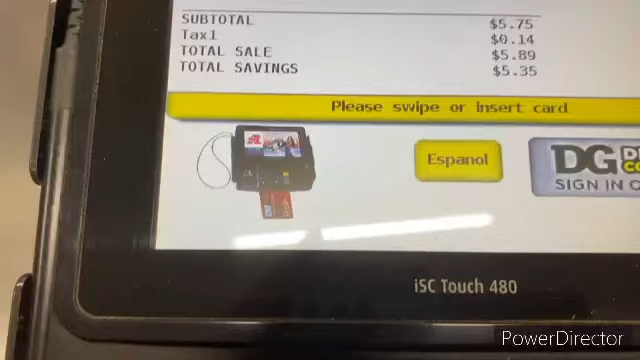 SUBTOTAL $5.75
Tax1 $0.14
TOTAL SALE $5.89
TOTAL SAVINGS $5.35
Please swipe or insert card
Espanol
DG
SIGN IN
iSC Touch 480
PowerDirector